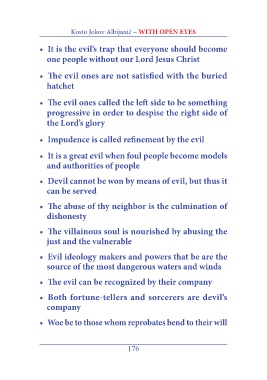 Kosto Jokov Albijanić – WITH OPEN EYES
• It is the evil's trap that everyone should become
one people without our Lord Jesus Christ
• The evil ones are not satisfied with the buried
hatchet
• The evil ones called the left side to be something
progressive in order to despise the right side of
the Lord's glory
• Impudence is called refinement by the evil
• It is a great evil when foul people become models
and authorities of people
• Devil cannot be won by means of evil, but thus it
can be served
• The abuse of thy neighbor is the culmination of
dishonesty
• The villainous soul is nourished by abusing the
just and the vulnerable
• Evil ideology makers and powers that be are the
source of the most dangerous waters and winds
• The evil can be recognized by their company
• Both fortune-tellers and sorcerers are devil's
company
• Woe be to those whom reprobates bend to their will
176